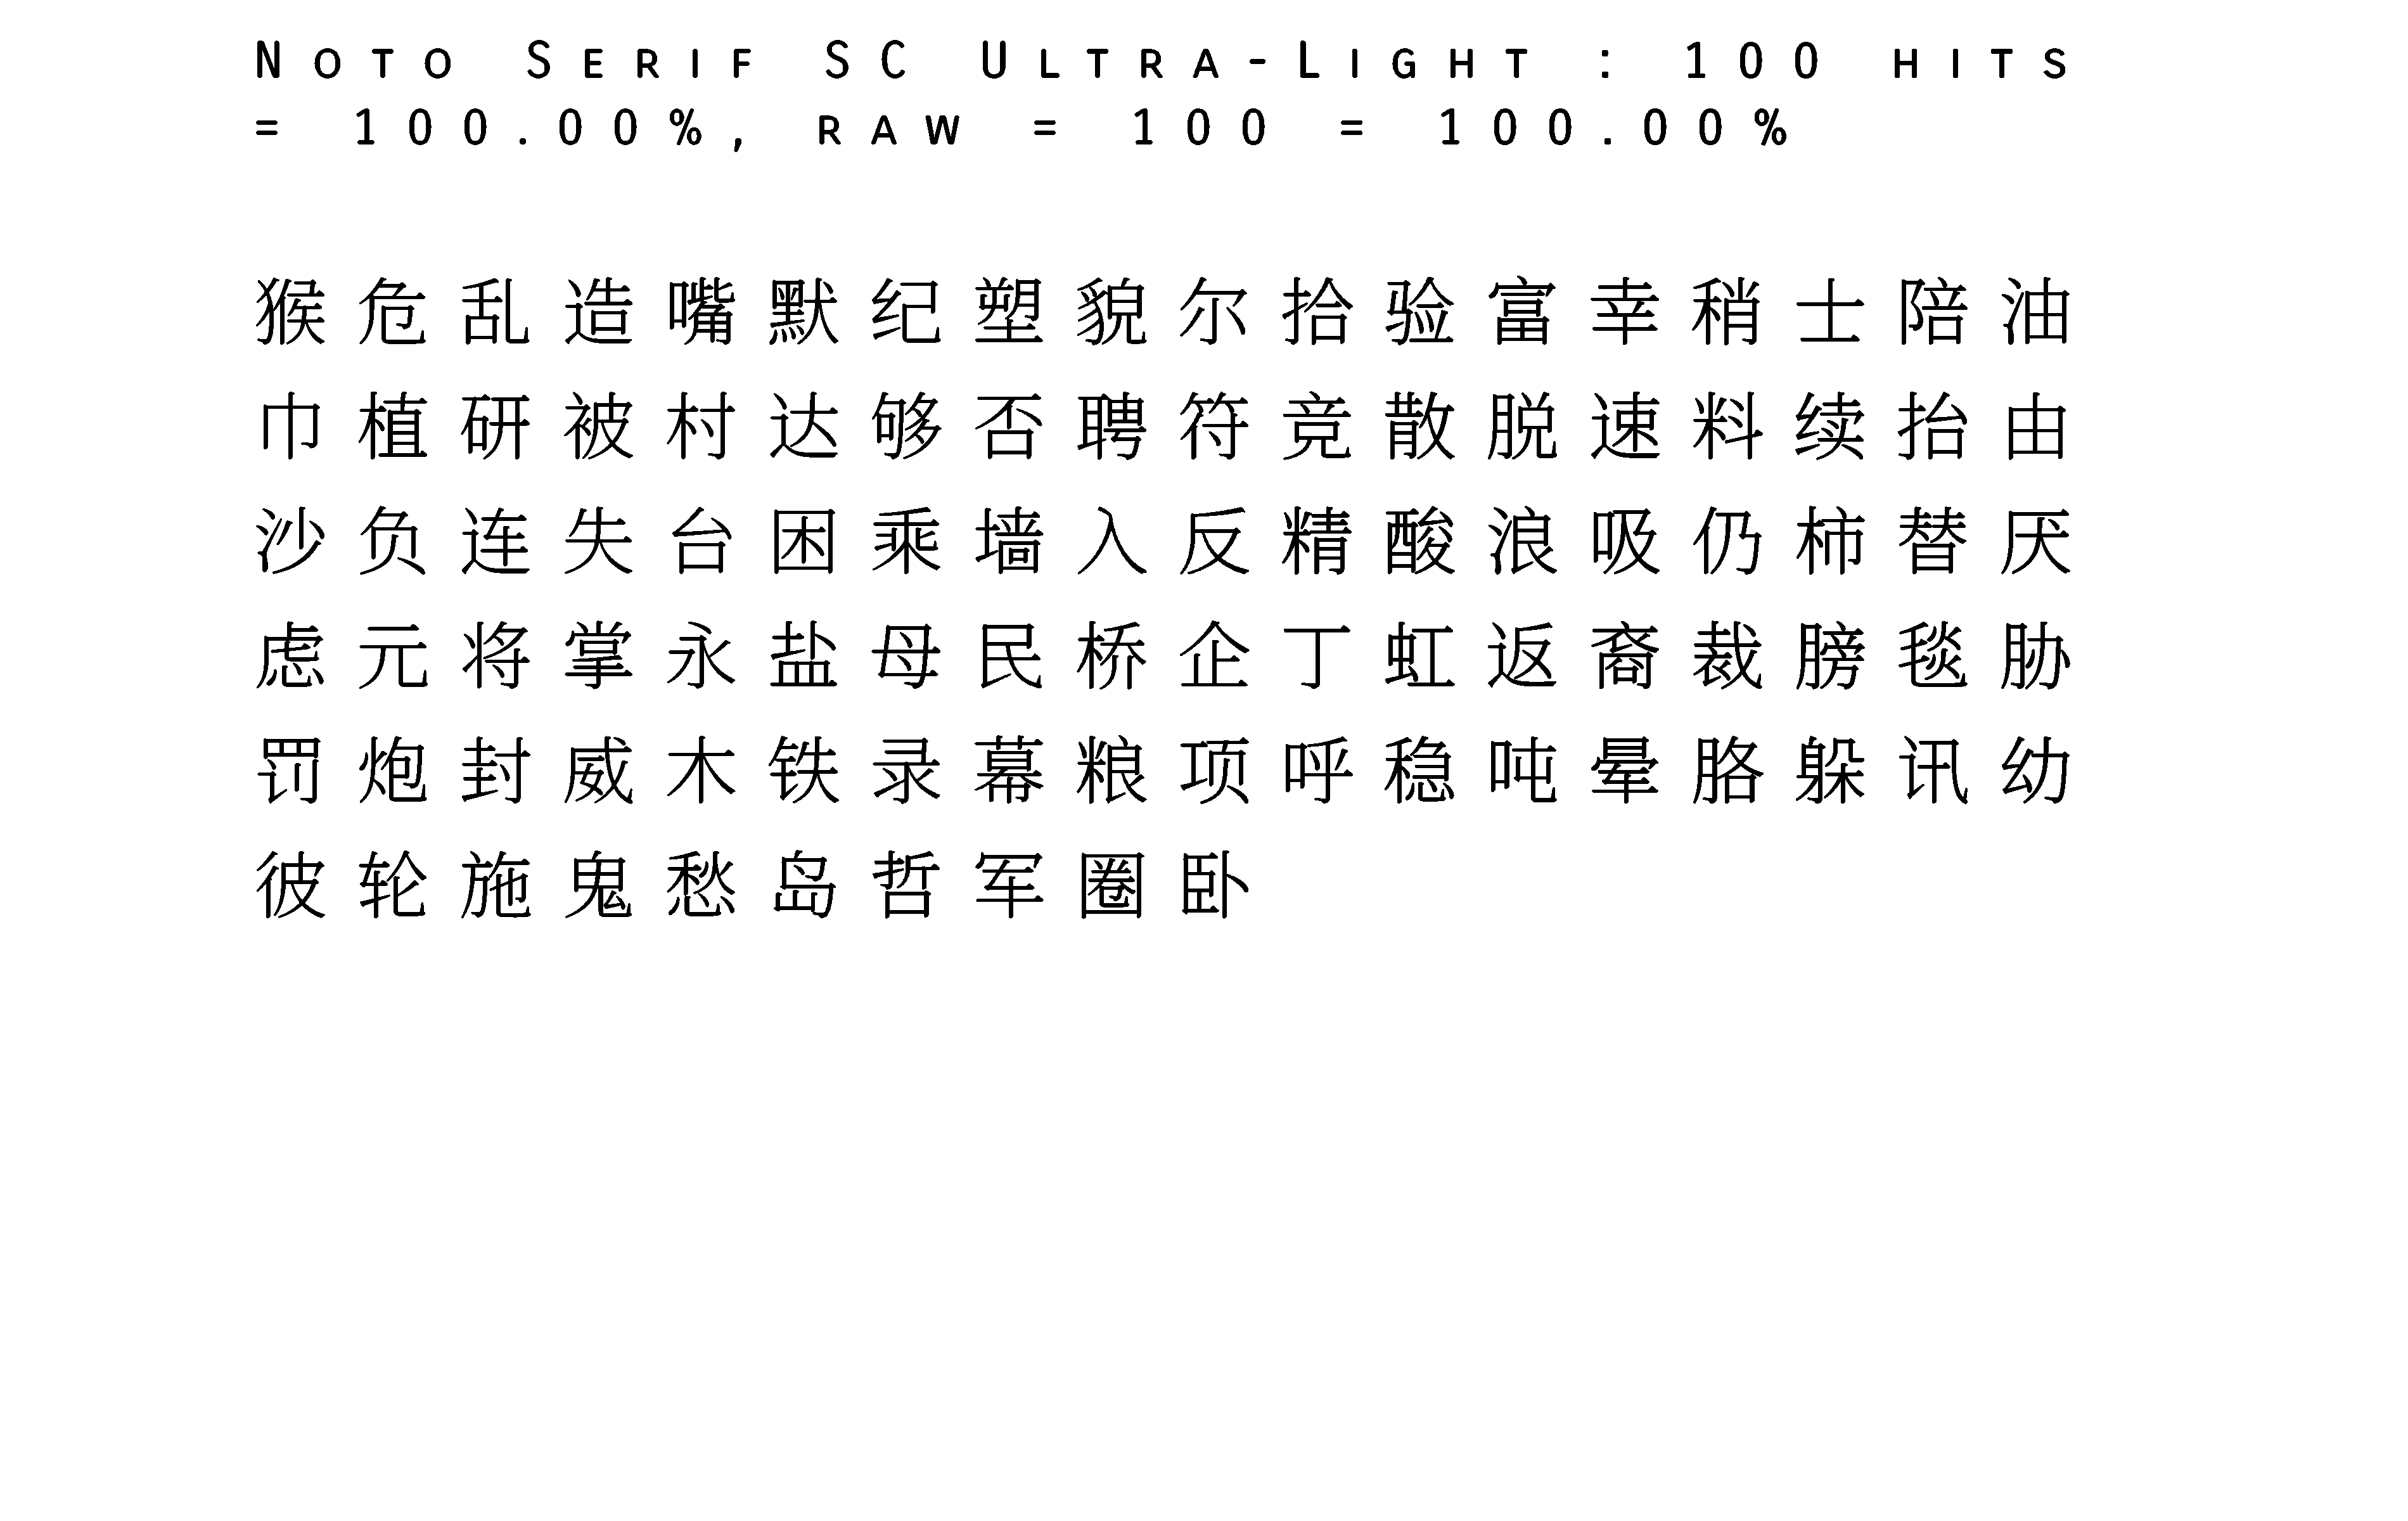 Noto Serif SC Ultra-Light : 100 hits
= 100.00%, raw = 100 = 100.00%
猴危乱造嘴默纪塑貌尔拾验富幸稍士陪油
巾植研被村达够否聘符竞散脱速料续抬由
沙负连失台困乘墙入反精酸浪吸仍柿替厌
虑元将掌永盐母民桥企丁虹返裔裁膀毯胁
罚炮封威木铁录幕粮项呼稳吨晕胳躲讯幼
彼轮施鬼愁岛哲军圈卧